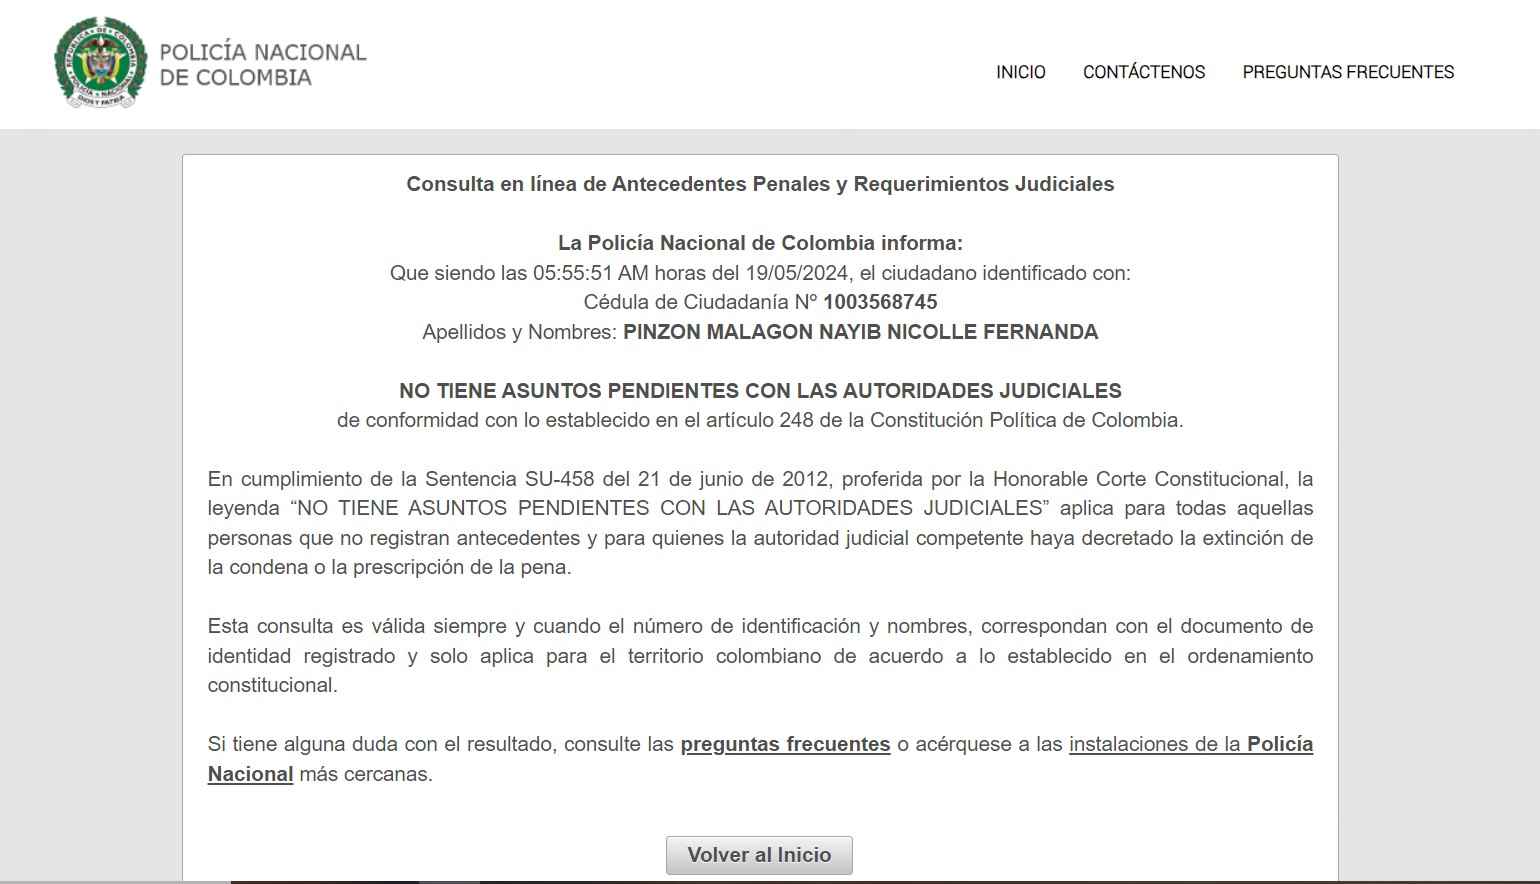 REPUBLICA DE COLOMBIA
POLICIA NACIONAL
DIOS Y PATRIA
POLICÍA NACIONAL
DE COLOMBIA
INICIO CONTÁCTENOS PREGUNTAS FRECUENTES
Consulta en línea de Antecedentes Penales y Requerimientos Judiciales
La Policía Nacional de Colombia informa:
Que siendo las 05:55:51 AM horas del 19/05/2024, el ciudadano identificado con:
Cédula de Ciudadanía Nº 1003568745
Apellidos y Nombres: PINZON MALAGON NAYIB NICOLLE FERNANDA
NO TIENE ASUNTOS PENDIENTES CON LAS AUTORIDADES JUDICIALES
de conformidad con lo establecido en el artículo 248 de la Constitución Política de Colombia.
En cumplimiento de la Sentencia SU-458 del 21 de junio de 2012, proferida por la Honorable Corte Constitucional, la
leyenda “NO TIENE ASUNTOS PENDIENTES CON LAS AUTORIDADES JUDICIALES” aplica para todas aquellas
personas que no registran antecedentes y para quienes la autoridad judicial competente haya decretado la extinción de
la condena o la prescripción de la pena.
Esta consulta es válida siempre y cuando el número de identificación y nombres, correspondan con el documento de
identidad registrado y solo aplica para el territorio colombiano de acuerdo a lo establecido en el ordenamiento
constitucional.
Si tiene alguna duda con el resultado, consulte las preguntas frecuentes o acérquese a las instalaciones de la Policía
Nacional más cercanas.
Volver al Inicio